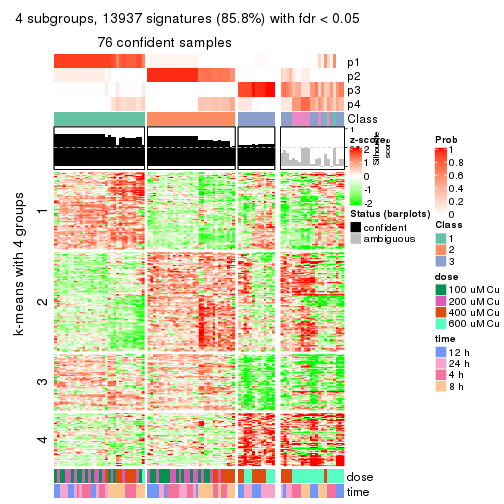 4 subgroups, 13937 signatures (85.8%) with fdr < 0.05
76 confident samples
p1
p2
p3
p4
Class
1
z-score
2
1
0
-1
-2
Silhouette
score
Status (barplots)
confident
ambiguous
Prob
1
0.8
0.6
0.4
0.2
0
Class
1
2
3
dose
100 uM Cu
200 uM Cu
400 uM Cu
600 uM Cu
time
12 h
24 h
4 h
8 h
k-means with 4 groups
1
2
3
4
dose
time